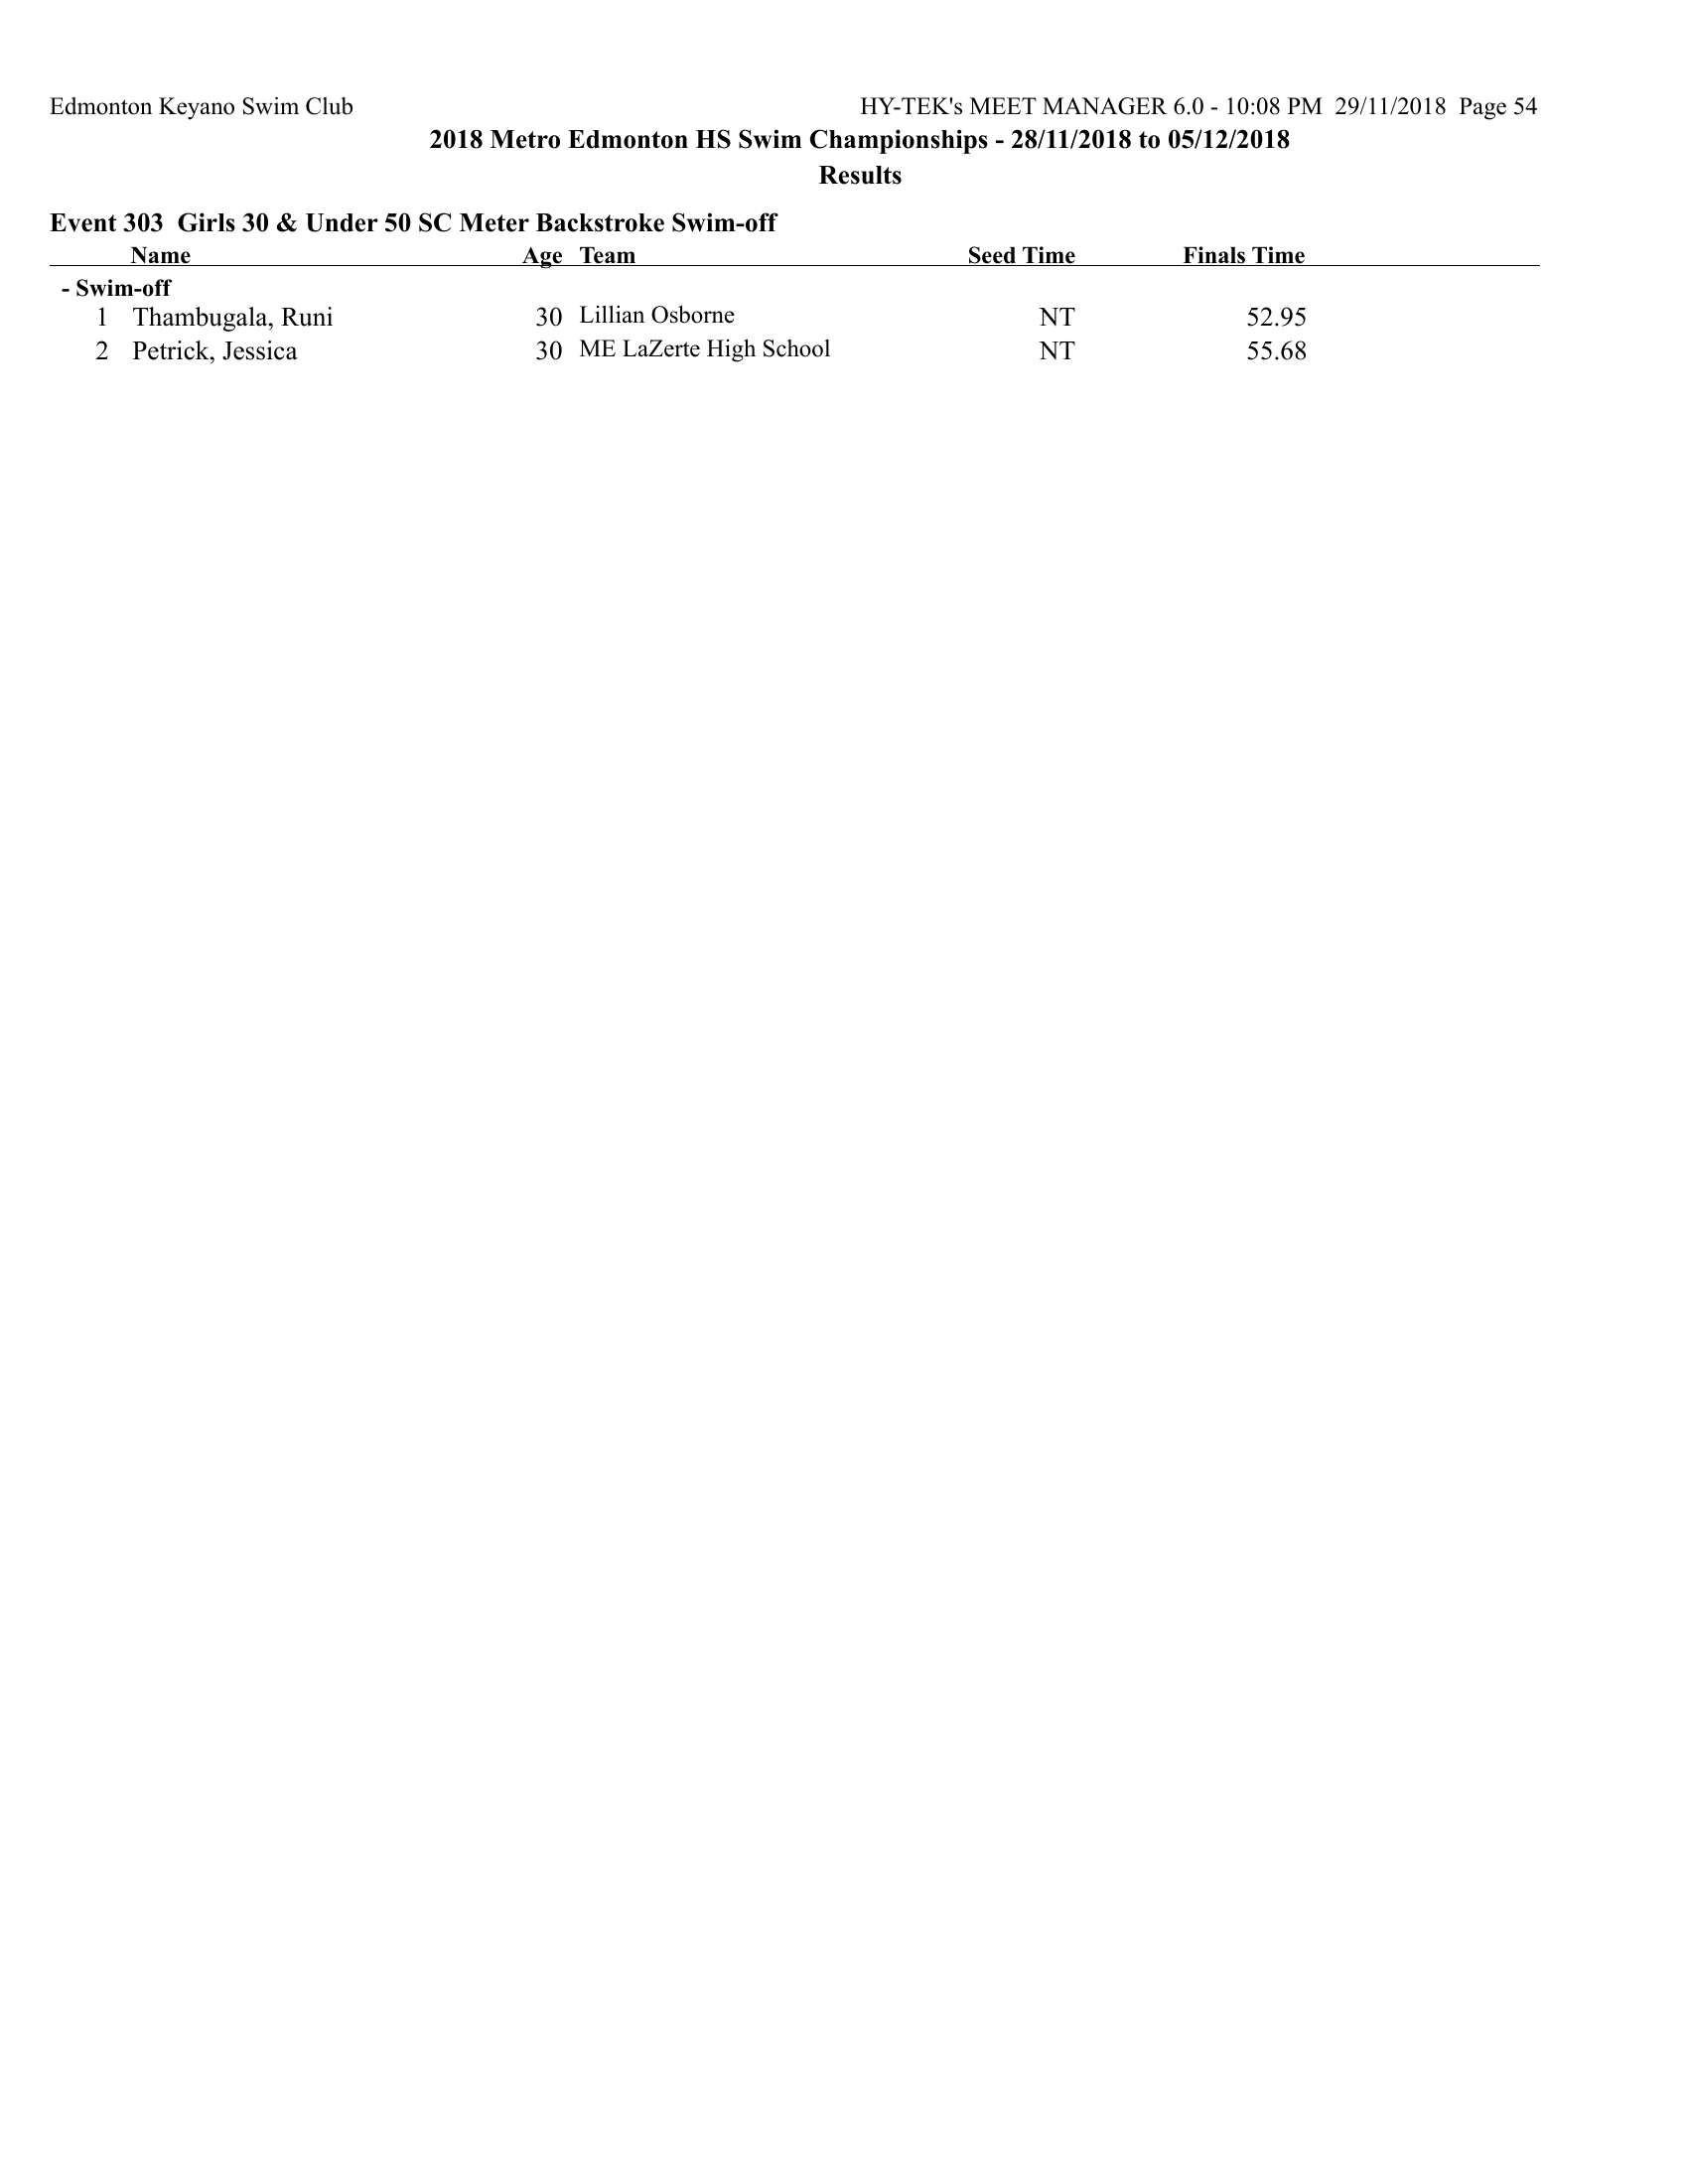 Edmonton Keyano Swim Club HY-TEK's MEET MANAGER 6.0 - 10:08 PM 29/11/2018 Page 54
2018 Metro Edmonton HS Swim Championships - 28/11/2018 to 05/12/2018
Results
Event 303 Girls 30 & Under 50 SC Meter Backstroke Swim-off
Name Age Team Seed Time Finals Time
- Swim-off
1 Thambugala, Runi 30 Lillian Osborne NT 52.95
2 Petrick, Jessica 30 ME LaZerte High School NT 55.68